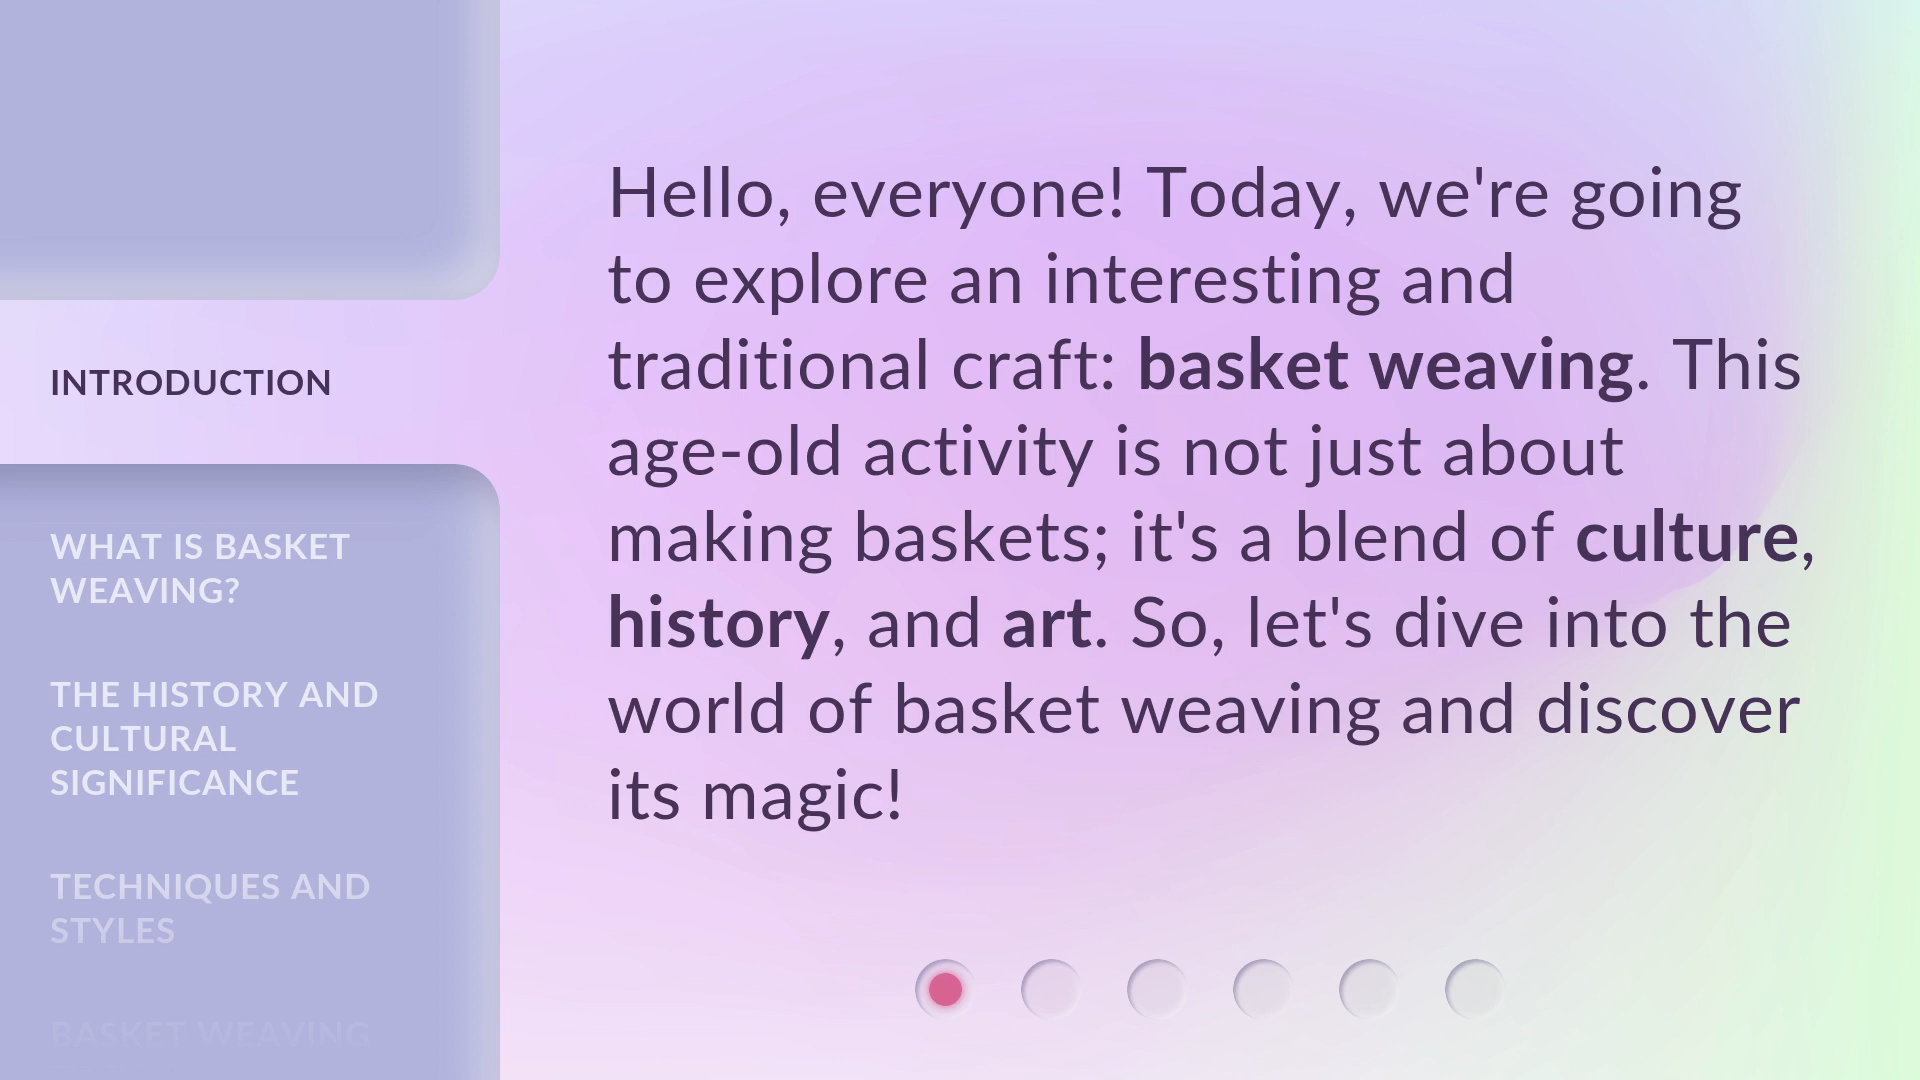 INTRODUCTION
WHAT IS BASKET
WEAVING?
THE HISTORY AND
CULTURAL
SIGNIFICANCE
TECHNIQUES AND
STYLES
BASKET WEAVING
Hello, everyone! Today, we're going
to explore an interesting and
traditional craft: basket weaving. This
age-old activity is not just about
making baskets; it's a blend of culture,
history, and art. So, let's dive into the
world of basket weaving and discover
its magic!